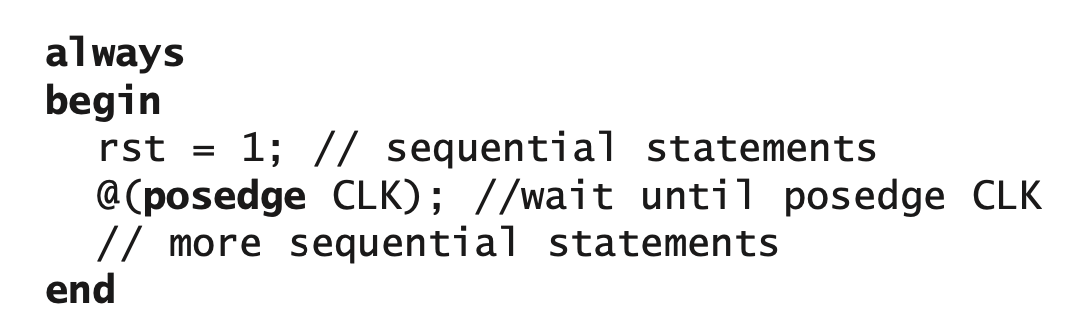 always
begin
rst = 1; // sequential statements
@(posedge CLK); //wait until posedge CLK
// more sequential statements
end